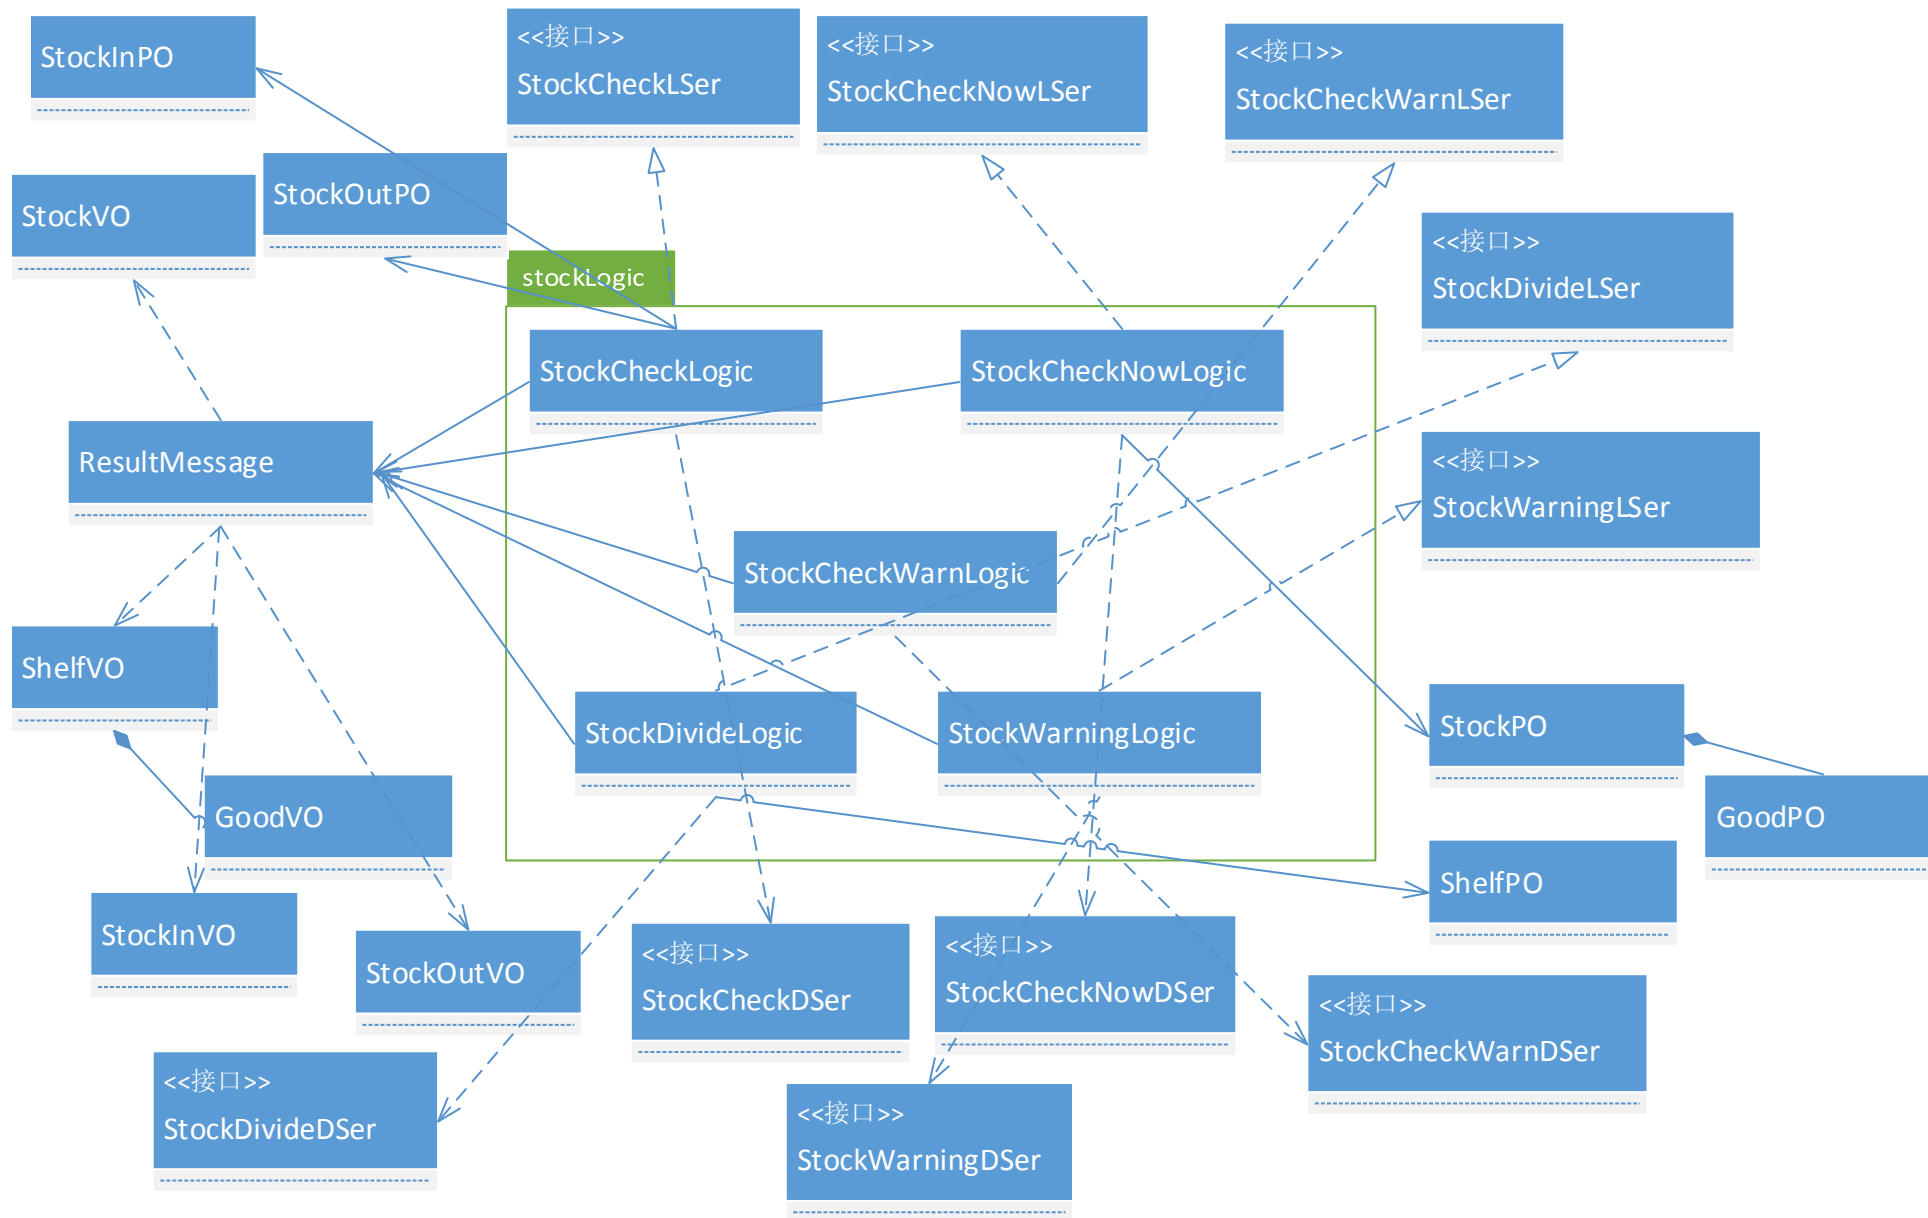 StockInPO
<<接口>>
StockCheckLSer
<<接口>>
StockCheckNowLSer
<<接口>>
StockCheckWarnLSer
StockVO
StockOutPO
<<接口>>
StockDivideLSer
stockLogic
StockCheckLogic
StockCheckNowLogic
ResultMessage
<<接口>>
StockWarningLSer
StockCheckWarnLogic
ShelfVO
StockDivideLogic
StockWarningLogic
StockPO
GoodVO
GoodPO
ShelfPO
StockInVO
StockOutVO
<<接口>>
StockCheckDSer
<<接口>>
StockCheckNowDSer
<<接口>>
StockCheckWarnDSer
<<接口>>
StockDivideDSer
<<接口>>
StockWarningDSer